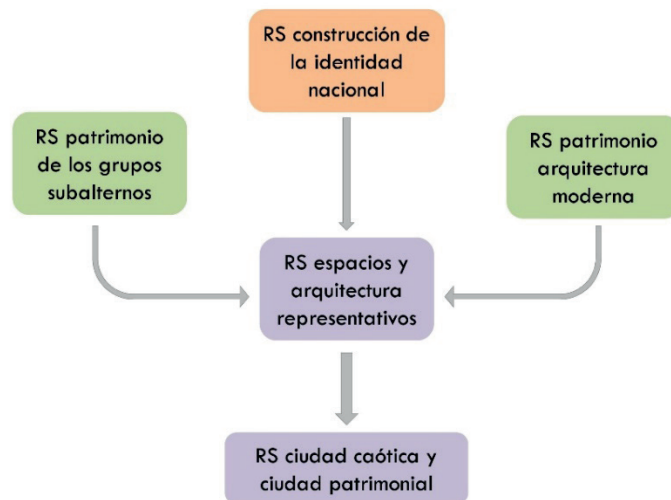 RS construcción de
la identidad
nacional
RS patrimonio
de los grupos
subalternos
RS patrimonio
arquitectura
moderna
RS espacios y
arquitectura
representativos
RS ciudad caótica y
ciudad patrimonial